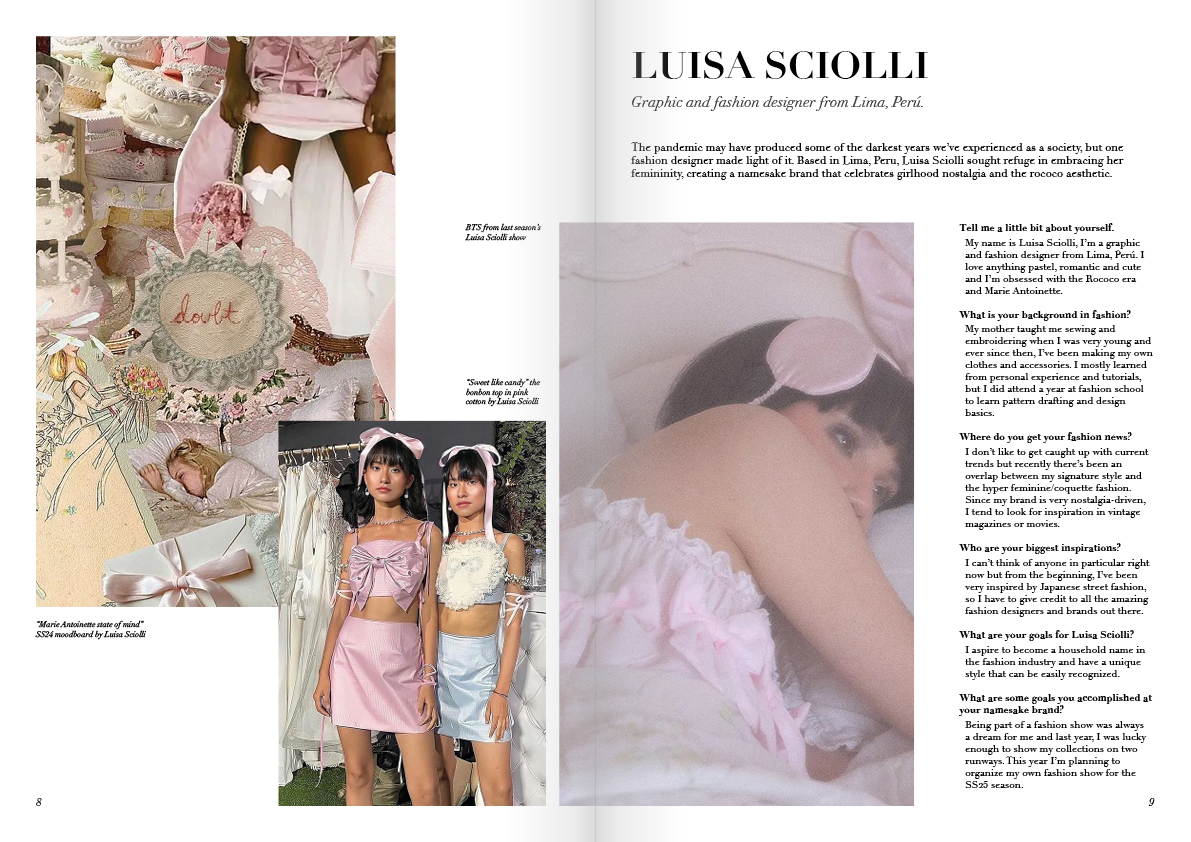 doubt
BTS from last season's
Luisa Sciolli show
"Sweet like candy" the
bonbon top in pink
cotton by Luisa Sciolli
"Marie Antoinette state of mind"
SS24 moodboard by Luisa Sciolli
8
LUISA SCIOLLI
Graphic and fashion designer from Lima, Perú.
The pandemic may have produced some of the darkest years we've experienced as a society, but one
fashion designer made light of it. Based in Lima, Peru, Luisa Sciolli sought refuge in embracing her
femininity, creating a namesake brand that celebrates girlhood nostalgia and the rococo aesthetic.
Tell me a little bit about yourself.
My name is Luisa Sciolli, I'm a graphic
and fashion designer from Lima, Perú. I
love anything pastel, romantic and cute
and I'm obsessed with the Rococo era
and Marie Antoinette.
What is your background in fashion?
My mother taught me sewing and
embroidering when I was very young and
ever since then, I've been making my own
clothes and accessories. I mostly learned
from personal experience and tutorials,
but I did attend a year at fashion school
to learn pattern drafting and design
basics.
Where do you get your fashion news?
I don't like to get caught up with current
trends but recently there's been an
overlap between my signature style and
the hyper feminine/coquette fashion.
Since my brand is very nostalgia-driven,
I tend to look for inspiration in vintage
magazines or movies.
Who are your biggest inspirations?
I can't think of anyone in particular right
now but from the beginning, I've been
very inspired by Japanese street fashion,
so I have to give credit to all the amazing
fashion designers and brands out there.
What are your goals for Luisa Sciolli?
I aspire to become a household name in
the fashion industry and have a unique
style that can be easily recognized.
What are some goals you accomplished at
your namesake brand?
Being part of a fashion show was always
a dream for me and last year, I was lucky
enough to show my collections on two
runways. This year I'm planning to
organize my own fashion show for the
SS25 season.
9